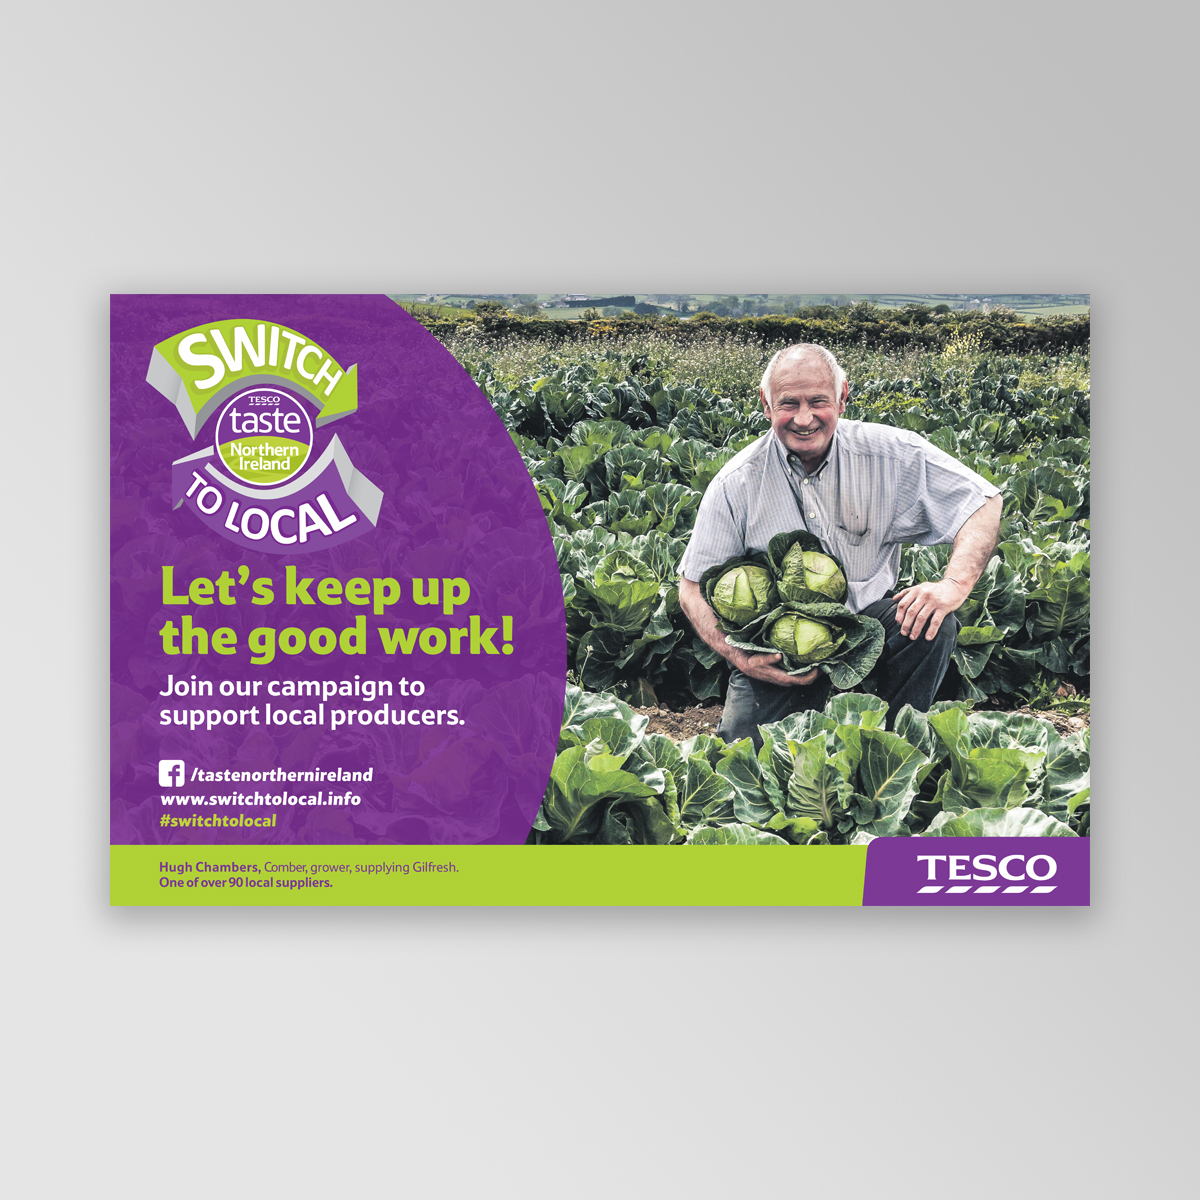 SWITCH
TESCO
taste
Northern
Ireland
TO LOCAL
Let's keep up
the good work!
Join our campaign to
support local producers.
/tastenorthernireland
www.switchtolocal.info
#switchtolocal
Hugh Chambers, Comber, grower, supplying Gilfresh.
One of over 90 local suppliers.
TESCO